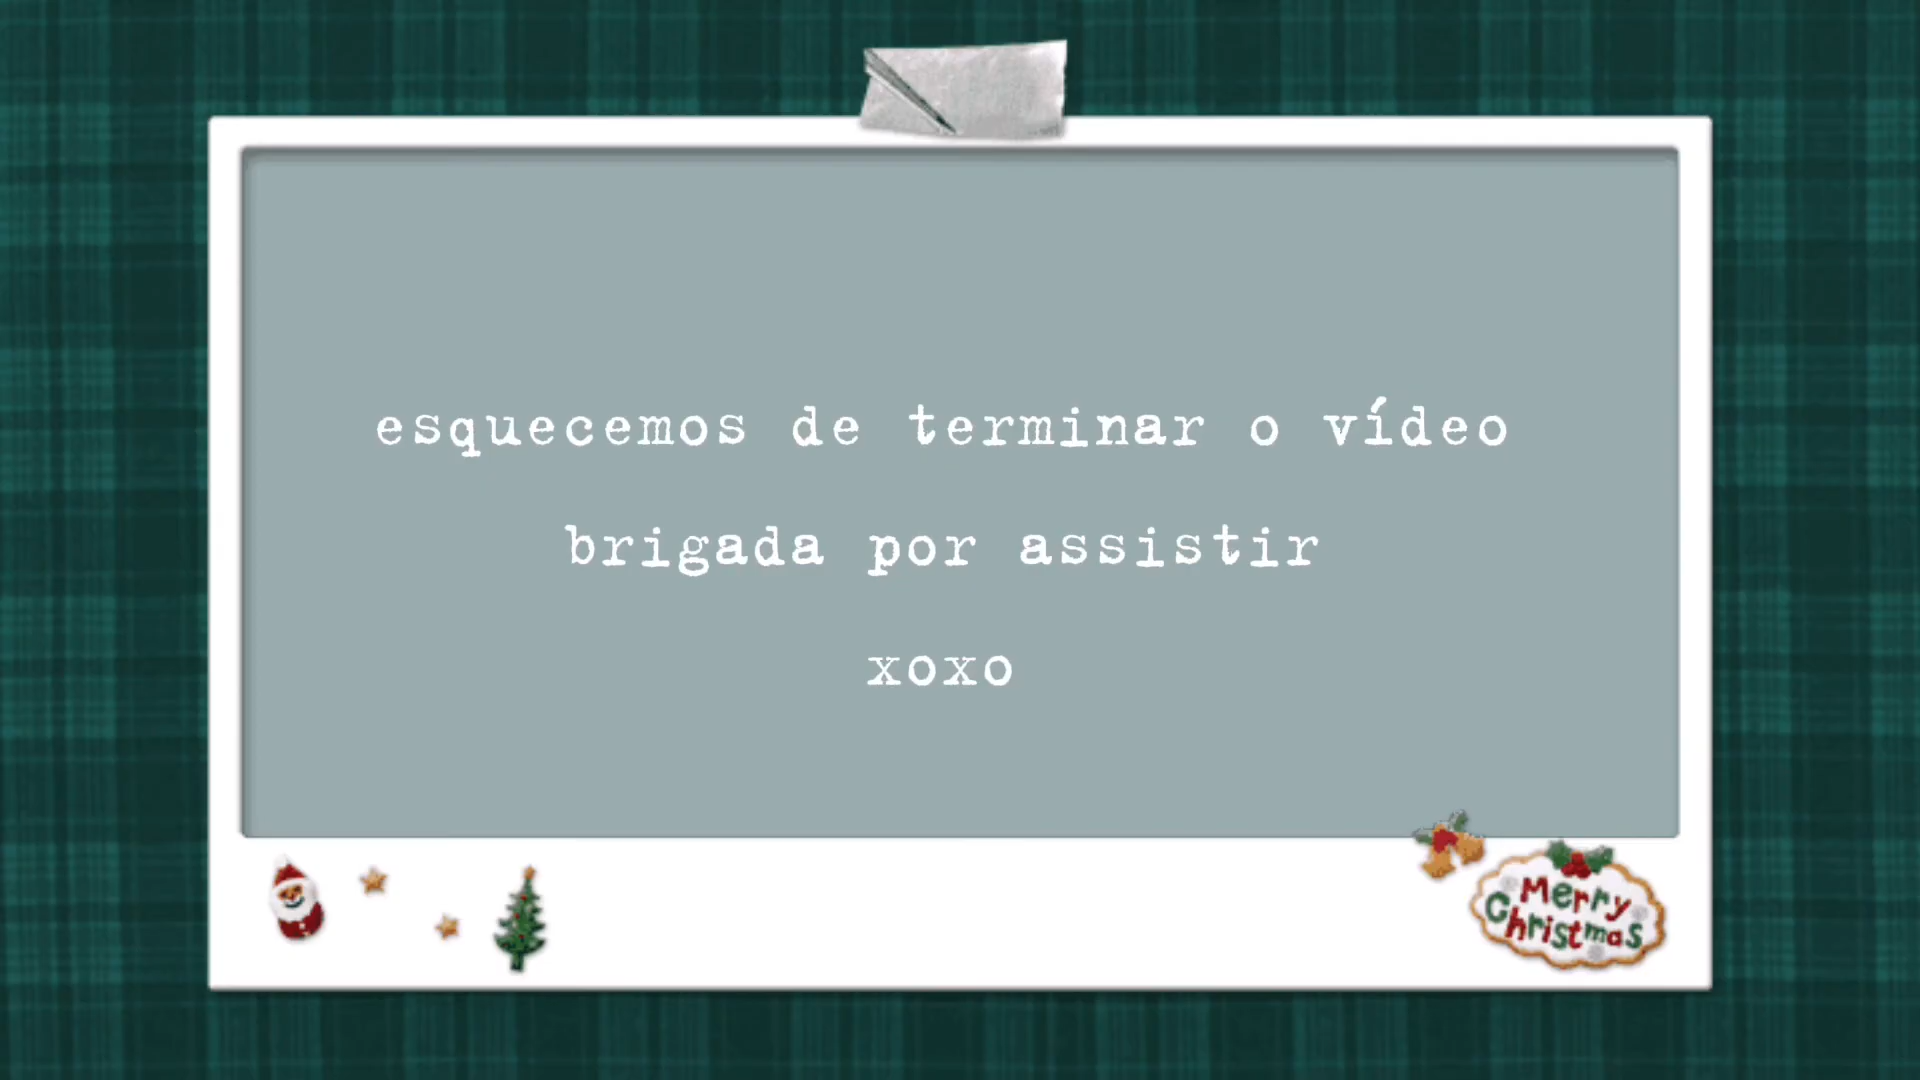 esquecemos de terminar o vídeo
brigada por assistir
xoxo
Merry
Christmas